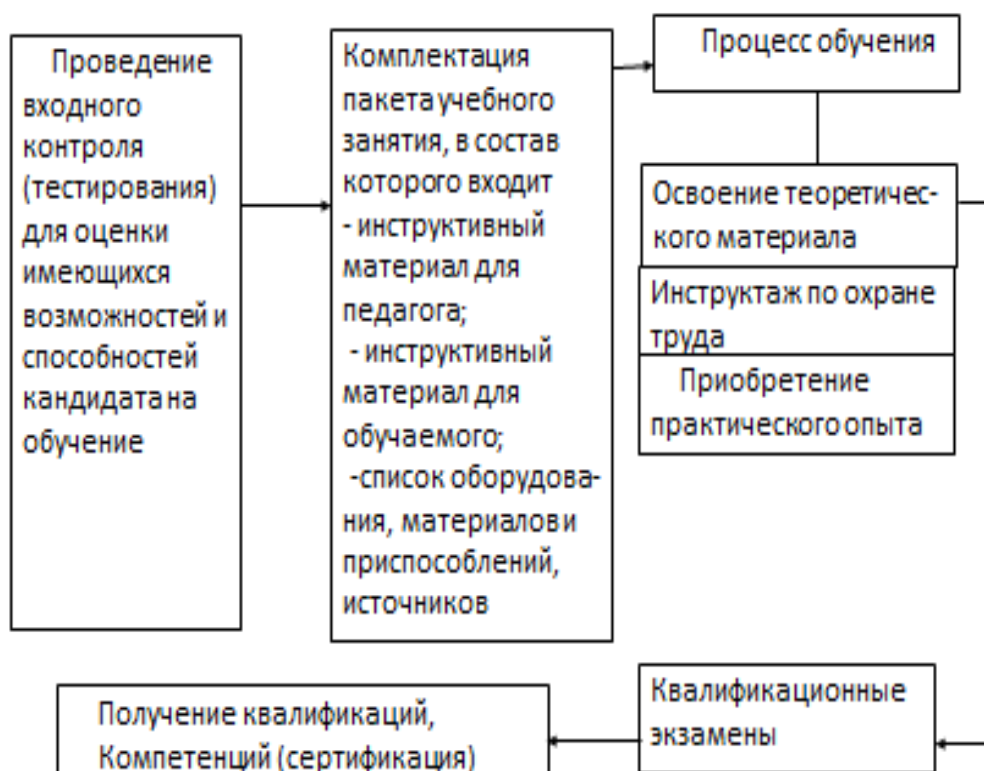 Проведение
входного
контроля
(тестирования)
для оценки
имеющихся
возможностей и
способностей
кандидата на
обучение
Комплектация
пакета учебного
занятия, в состав
которого входит
- инструктивный
материал для
педагога;
- инструктивный
материал для
обучаемого;
-список оборудова-
ния, материалов и
приспособлений,
источников
Процесс обучения
Освоение теоретичес-
кого материала
Инструктаж по охране
труда
Приобретение
практического опыта
Квалификационные
экзамены
Получение квалификаций,
Компетенций (сертификация)